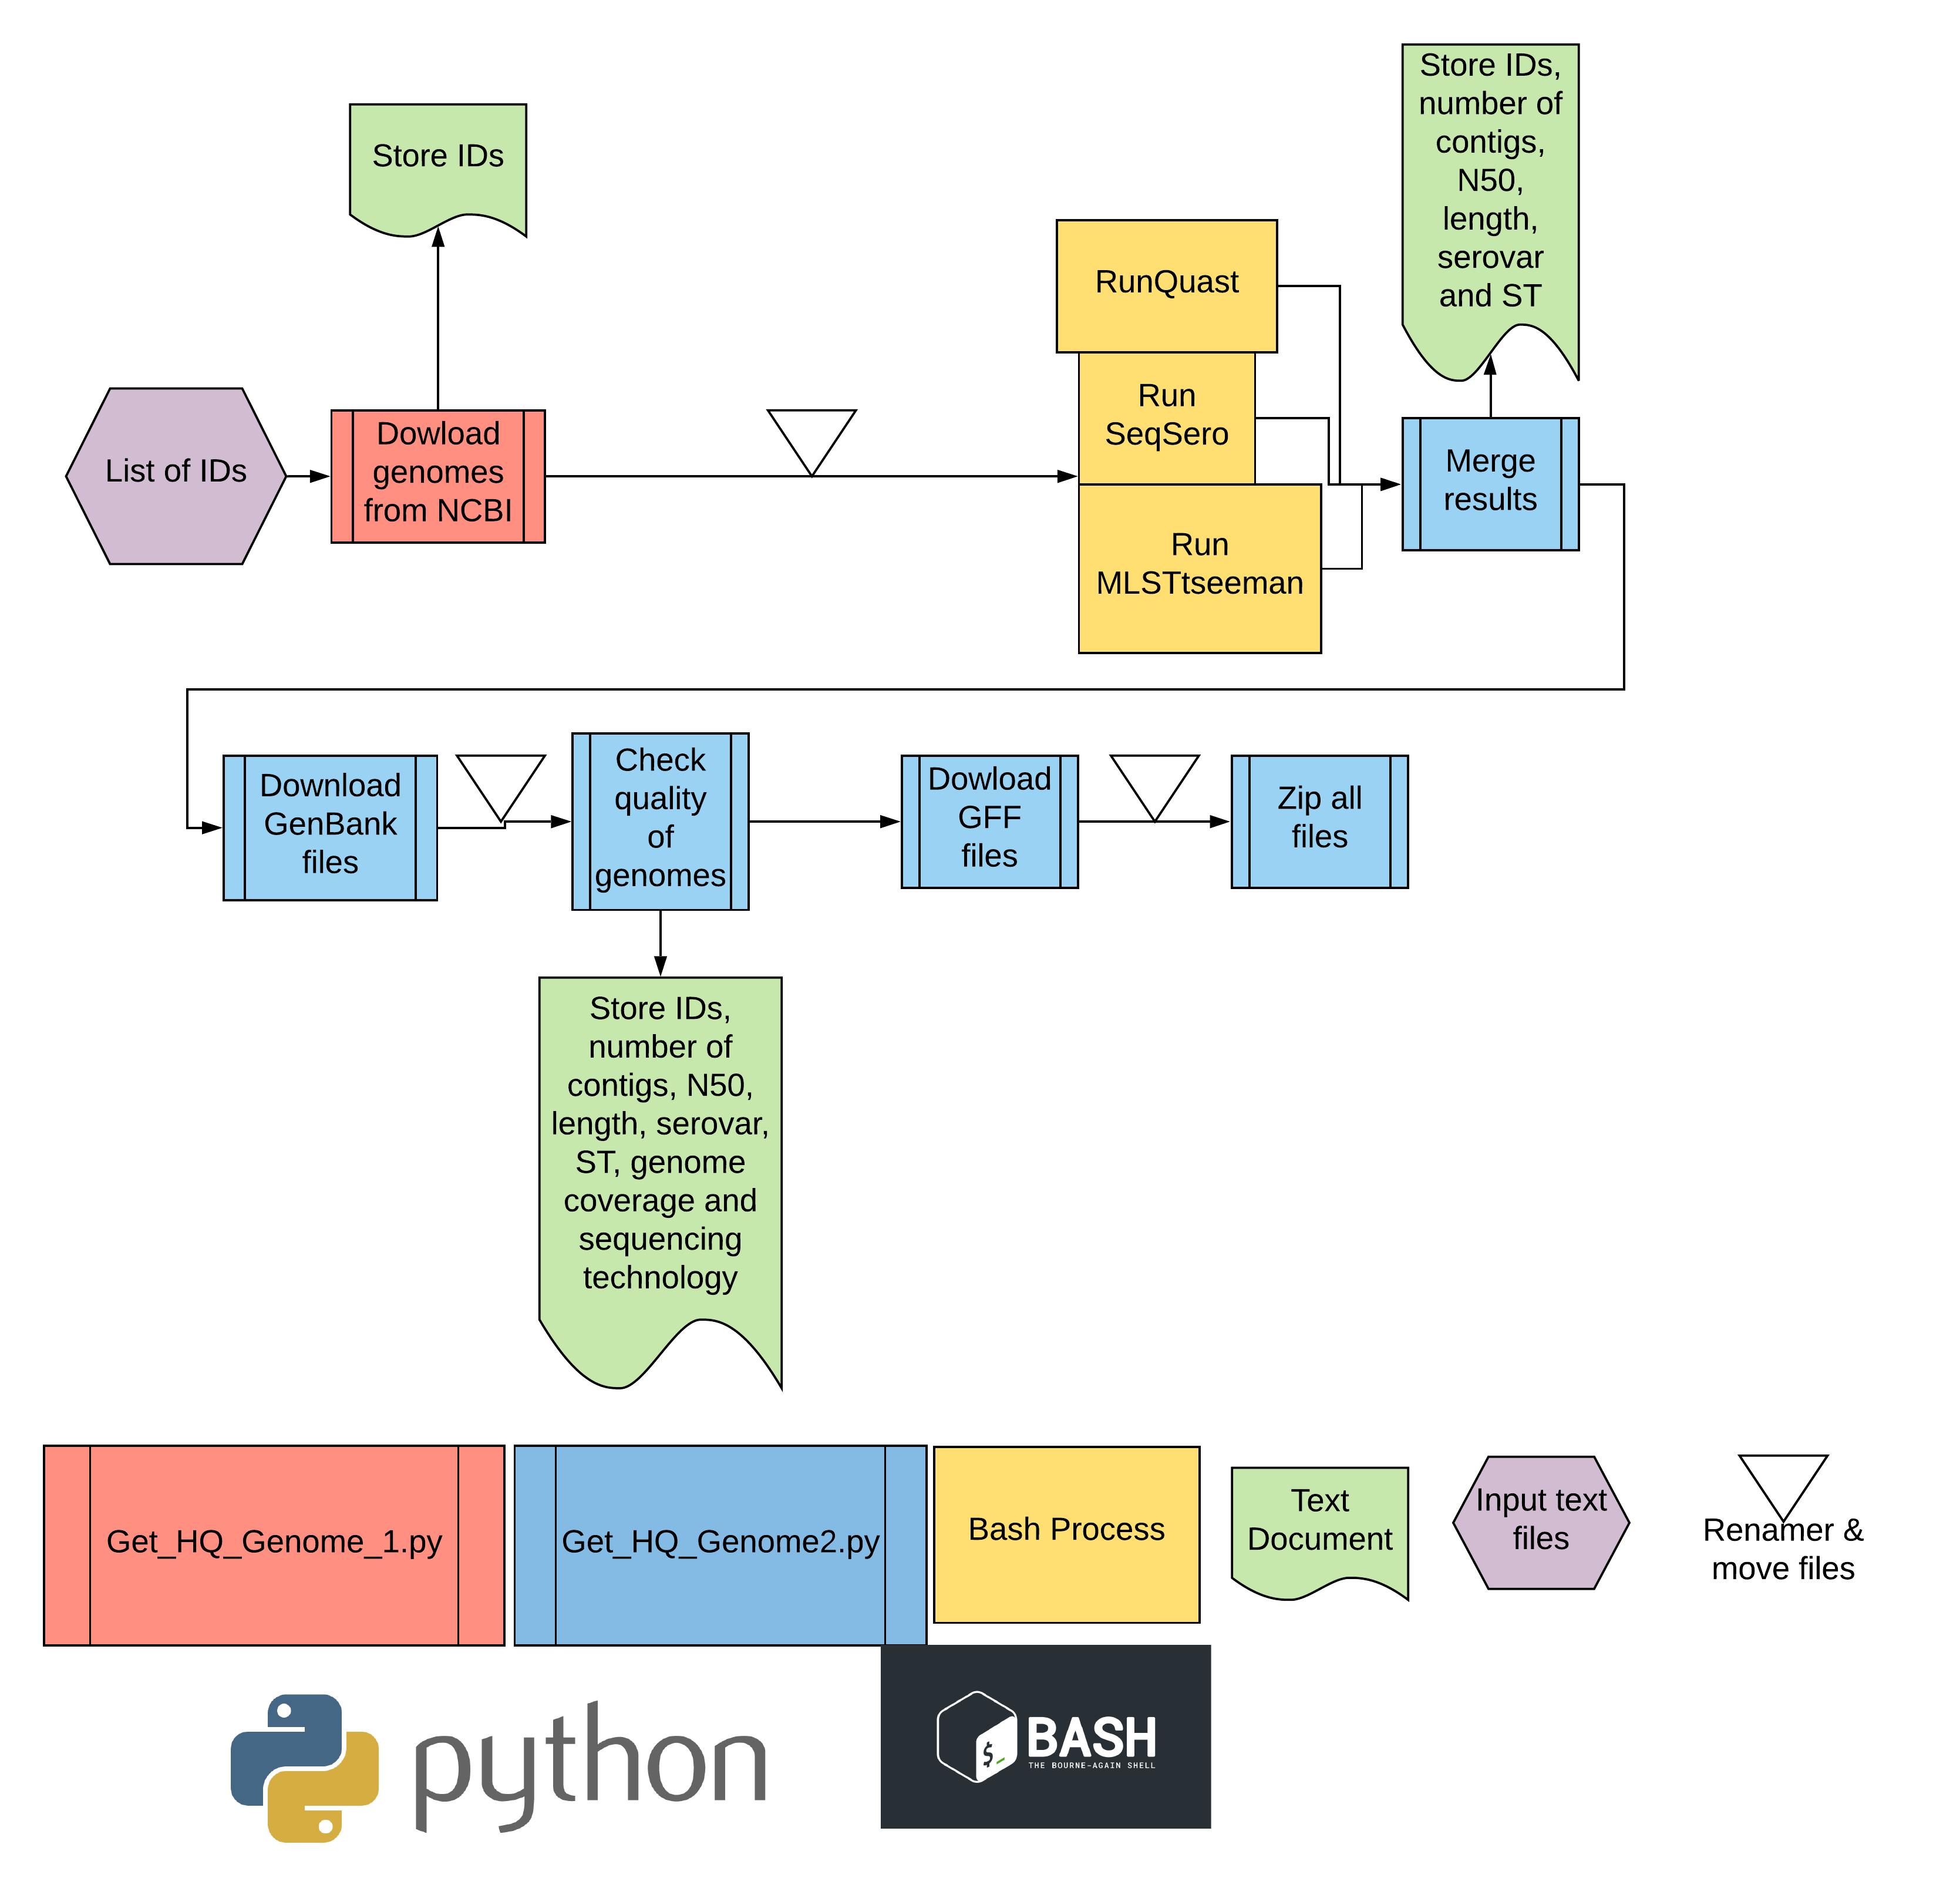 Store IDs,
number of
contigs,
N50,
length,
serovar
and ST
Store IDs
RunQuast
Run
SeqSero
Run
MLSTtseeman
List of IDs
Dowload
genomes
from NCBI
Merge
results
Download
GenBank
files
Check
quality
of
genomes
Dowload
GFF
files
Zip all
files
Store IDs,
number of
contigs, N50,
length, serovar,
ST, genome
coverage and
sequencing
technology
Get_HQ_Genome_1.py
Get_HQ_Genome2.py
Bash Process
Text
Document
Input text
files
Renamer &
move files
python
$_
BASH
THE BOURNE-AGAIN SHELL